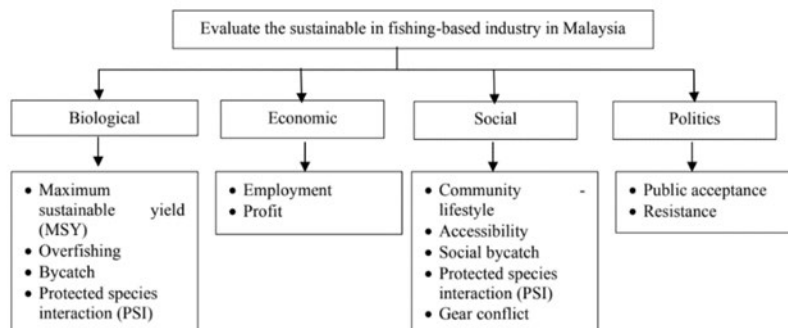 Evaluate the sustainable in fishing-based industry in Malaysia
Biological
Economic
Social
Politics
• Maximum
sustainable yield
(MSY)
• Overfishing
• Bycatch
• Protected species
interaction (PSI)
• Employment
• Profit
• Community -
lifestyle
• Accessibility
• Social bycatch
• Protected species
interaction (PSI)
• Gear conflict
• Public acceptance
• Resistance